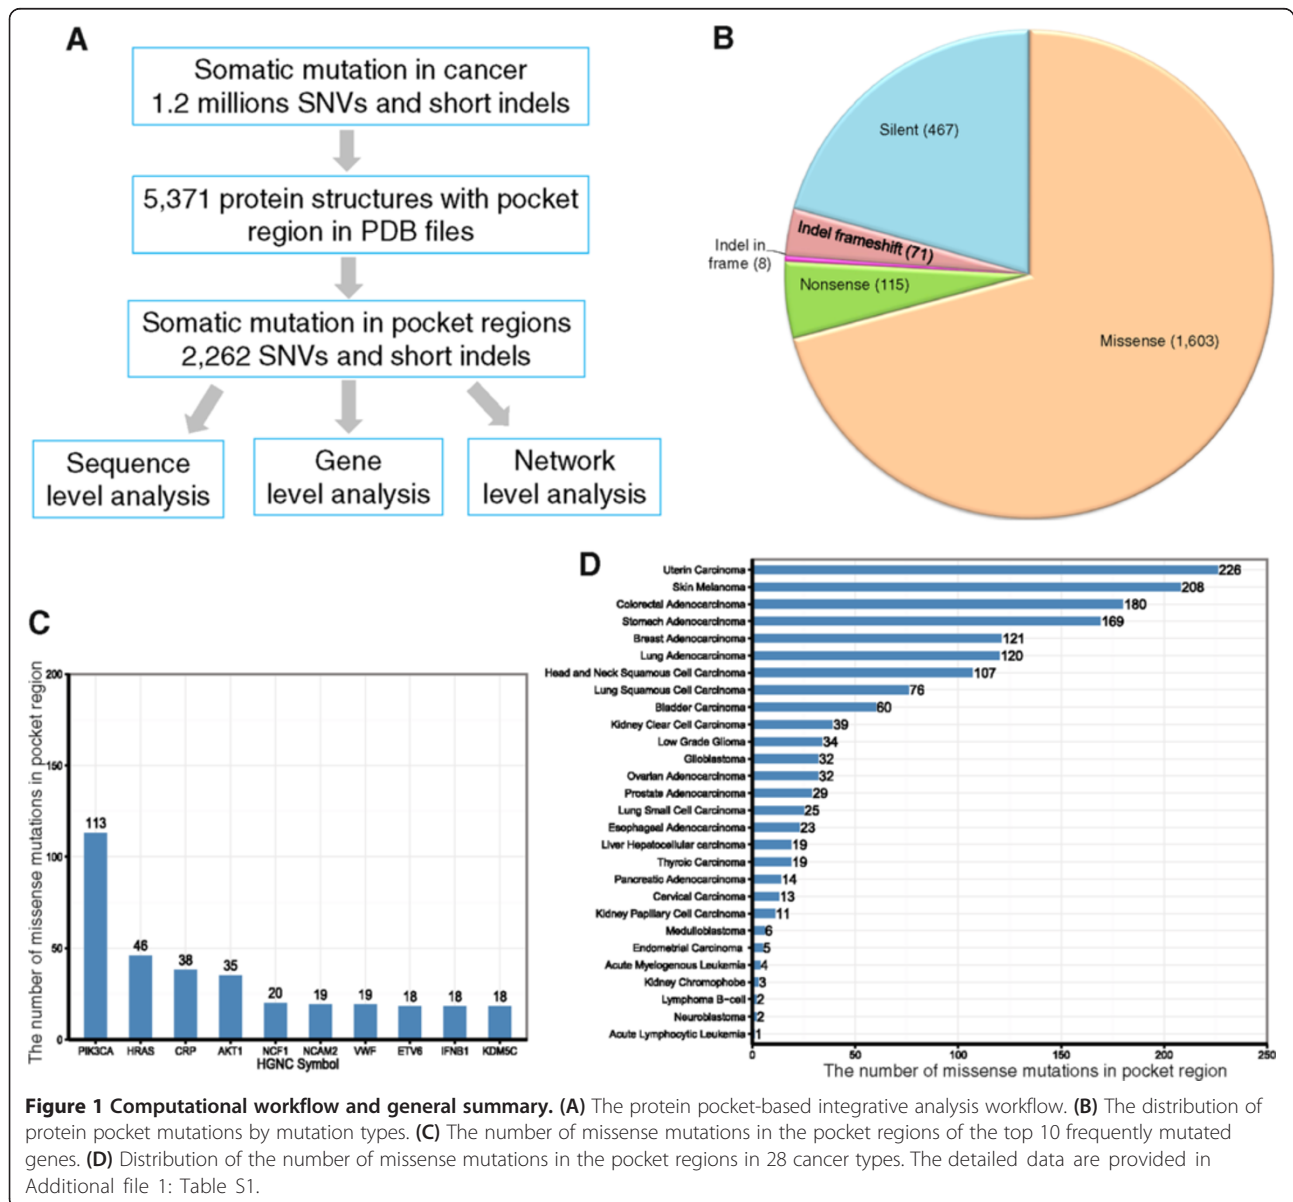 A
Somatic mutation in cancer
1.2 millions SNVs and short indels
5,371 protein structures with pocket
region in PDB files
Somatic mutation in pocket regions
2,262 SNVs and short indels
Sequence
level analysis
Gene
level analysis
Network
level analysis
B
Silent (467)
Indel frameshift (71)
Indel in
frame (8)
Nonsense (115)
Missense (1,603)
C
The number of missense mutations in pocket region
200
150
100
50
0
113
46
38
35
20
19
19
18
18
18
PIK3CA
HRAS
CRP
AKT1
NCF1
NCAM2
VWF
ETV6
IFNB1
KDM5C
HGNC Symbol
D
Uterin Carcinoma 226
Skin Melanoma 208
Colorectal Adenocarcinoma 180
Stomach Adenocarcinoma 169
Breast Adenocarcinoma 121
Lung Adenocarcinoma 120
Head and Neck Squamous Cell Carcinoma 107
Lung Squamous Cell Carcinoma 76
Bladder Carcinoma 60
Kidney Clear Cell Carcinoma 39
Low Grade Glioma 34
Glioblastoma 32
Ovarian Adenocarcinoma 32
Prostate Adenocarcinoma 29
Lung Small Cell Carcinoma 25
Esophageal Adenocarcinoma 23
Liver Hepatocellular carcinoma 19
Thyroic Carcinoma 19
Pancreatic Adenocarcinoma 14
Cervical Carcinoma 13
Kidney Papillary Cell Carcinoma 11
Medulloblastoma 6
Endometrial Carcinoma 5
Acute Myelogenous Leukemia 4
Kidney Chromophobe 3
Lymphoma B-cell 2
Neuroblastoma 2
Acute Lymphocytic Leukemia 1
0 50 100 150 200 250
The number of missense mutations in pocket region
Figure 1 Computational workflow and general summary. (A) The protein pocket-based integrative analysis workflow. (B) The distribution of
protein pocket mutations by mutation types. (C) The number of missense mutations in the pocket regions of the top 10 frequently mutated
genes. (D) Distribution of the number of missense mutations in the pocket regions in 28 cancer types. The detailed data are provided in
Additional file 1: Table S1.